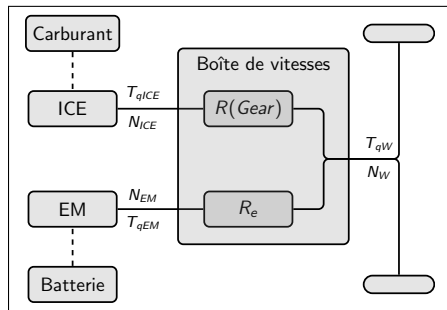 Carburant
Boîte de vitesses
ICE
T_qICE
N_ICE
R(Gear)
T_qW
N_W
EM
N_EM
T_qEM
R_e
Batterie